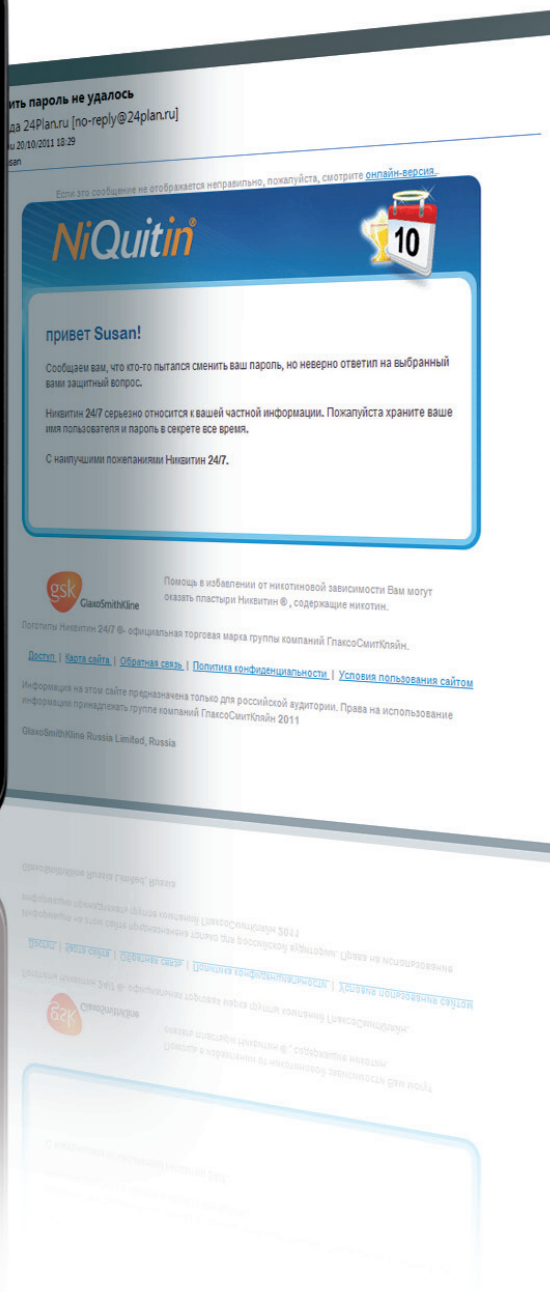 ить пароль не удалось
да 24Plan.ru [no-reply@24plan.ru]
20/10/2011 18:29
usan
Если это сообщение не отображается неправильно, пожалуйста, смотрите онлайн-версия.
NiQuitin®
10
привет Susan!
Сообщаем вам, что кто-то пытался сменить ваш пароль, но неверно ответил на выбранный
вами защитный вопрос.
Никвитин 24/7 серьезно относится к вашей частной информации. Пожалуйста храните ваше
имя пользователя и пароль в секрете все время.
С наилучшими пожеланиями Никвитин 24/7.
gsk
GlaxoSmithKline
Помощь в избавлении от никотиновой зависимости Вам могут
оказать пластыри Никвитин ® , содержащие никотин.
Логотипы Никвитин 24/7 ®- официальная торговая марка группы компаний ГлаксоСмитКляйн.
Доступ | Карта сайта | Обратная связь | Политика конфиденциальности | Условия пользования сайтом
Информация на этом сайте предназначена только для российской аудитории. Права на использование
информации принадлежать группе компаний ГлаксоСмитКляйн 2011
GlaxoSmithKline Russia Limited, Russia